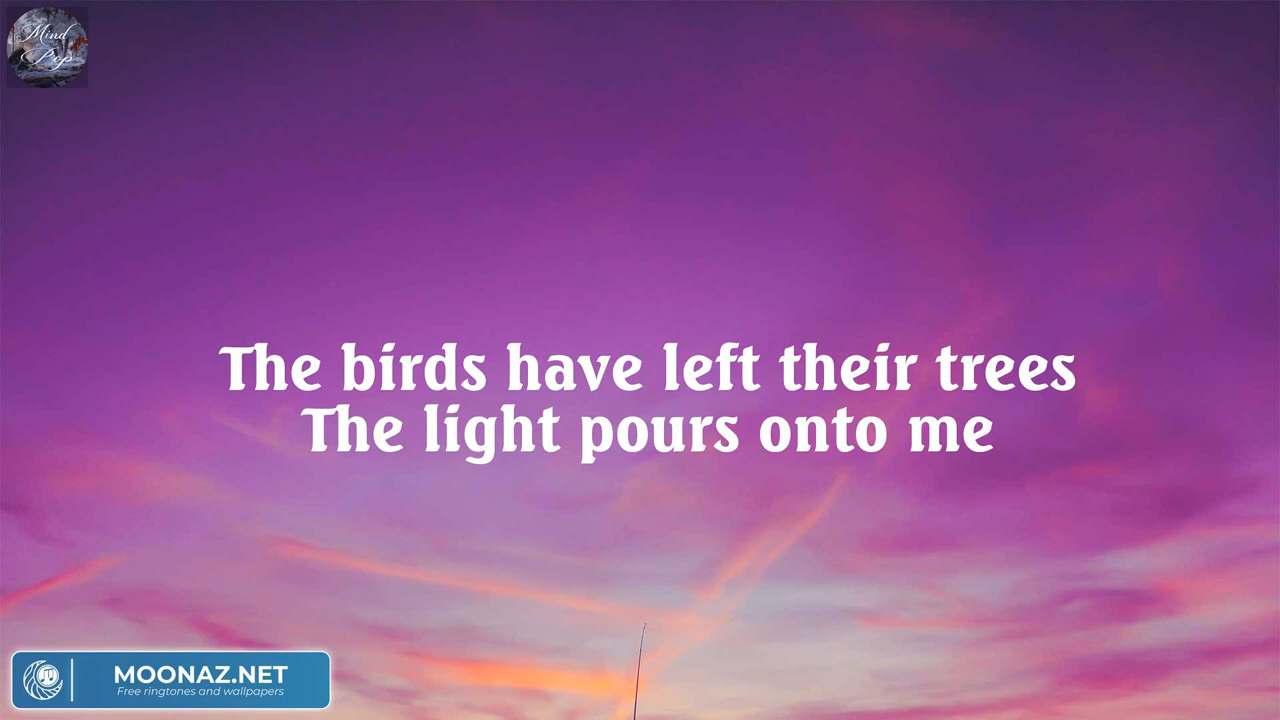 Mind
Pop
The birds have left their trees
The light pours onto me
MOONAZ.NET
Free ringtones and wallpapers